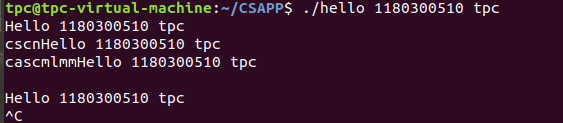 tpc@tpc-virtual-machine:~/CSAPP$ ./hello 1180300510 tpc
Hello 1180300510 tpc
cscnHello 1180300510 tpc
cascmlmmHello 1180300510 tpc
Hello 1180300510 tpc
^C